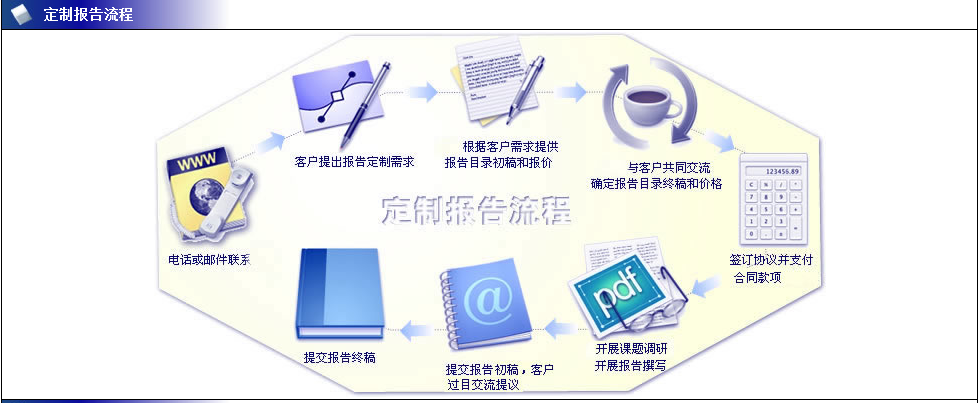 定制报告流程
客户提出报告定制需求
根据客户需求提供
报告目录初稿和报价
与客户共同交流
确定报告目录终稿和价格
WWW
电话或邮件联系
定制报告流程
123456.89
签订协议并支付
合同款项
pdf
开展课题调研
开展报告撰写
@
提交报告初稿，客户
过目交流提议
提交报告终稿